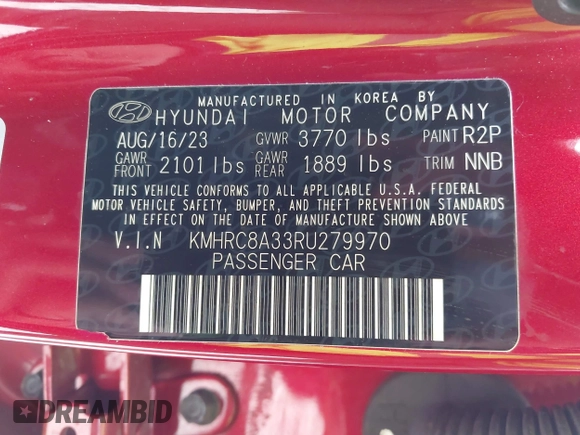 MANUFACTURED IN KOREA BY
HYUNDAI MOTOR COMPANY
AUG/16/23 GVWR 3770 lbs PAINT R2P
GAWR FRONT 2101 lbs GAWR REAR 1889 lbs TRIM NNB
THIS VEHICLE CONFORMS TO ALL APPLICABLE U.S.A. FEDERAL
MOTOR VEHICLE SAFETY, BUMPER, AND THEFT PREVENTION STANDARDS
IN EFFECT ON THE DATE OF MANUFACTURE SHOWN ABOVE.
V.I.N KMHRC8A33RU279970
PASSENGER CAR
DREAMBID